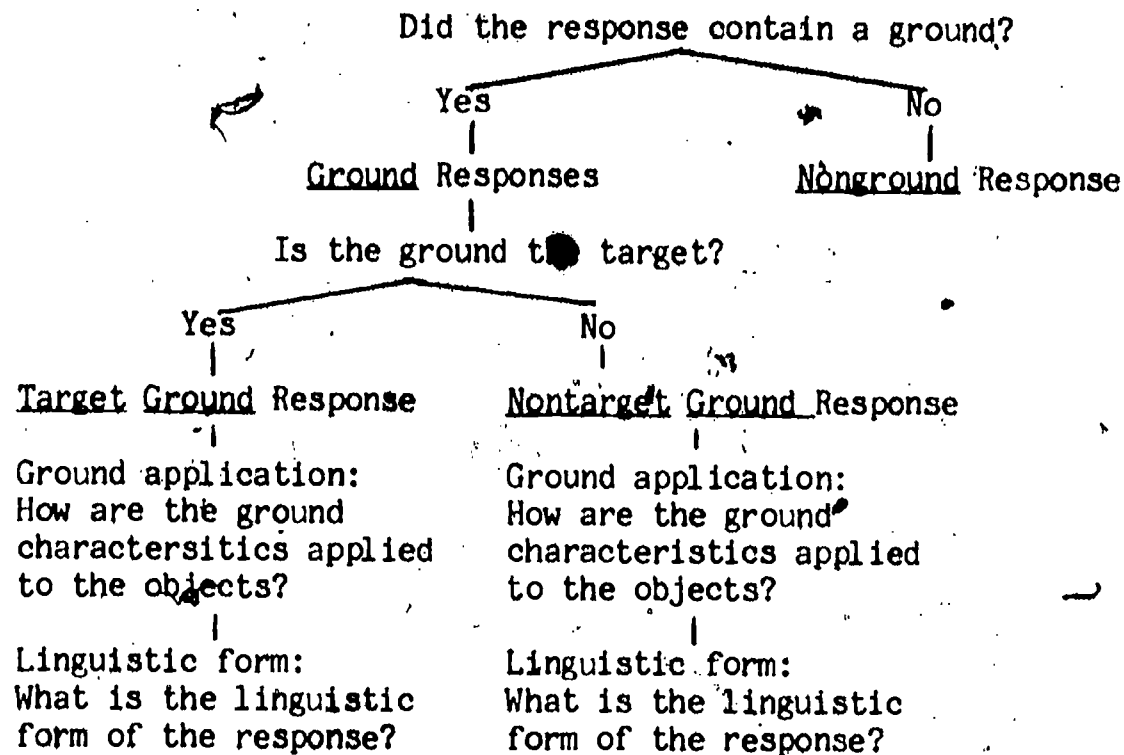 Did the response contain a ground?
Yes
No
Ground Responses
Nonground Response
Is the ground target?
Yes
No
Target Ground Response
Nontarget Ground Response
Ground application:
How are the ground
charactersitics applied
to the objects?
Ground application:
How are the ground
characteristics applied
to the objects?
Linguistic form:
What is the linguistic
form of the response?
Linguistic form:
What is the linguistic
form of the response?